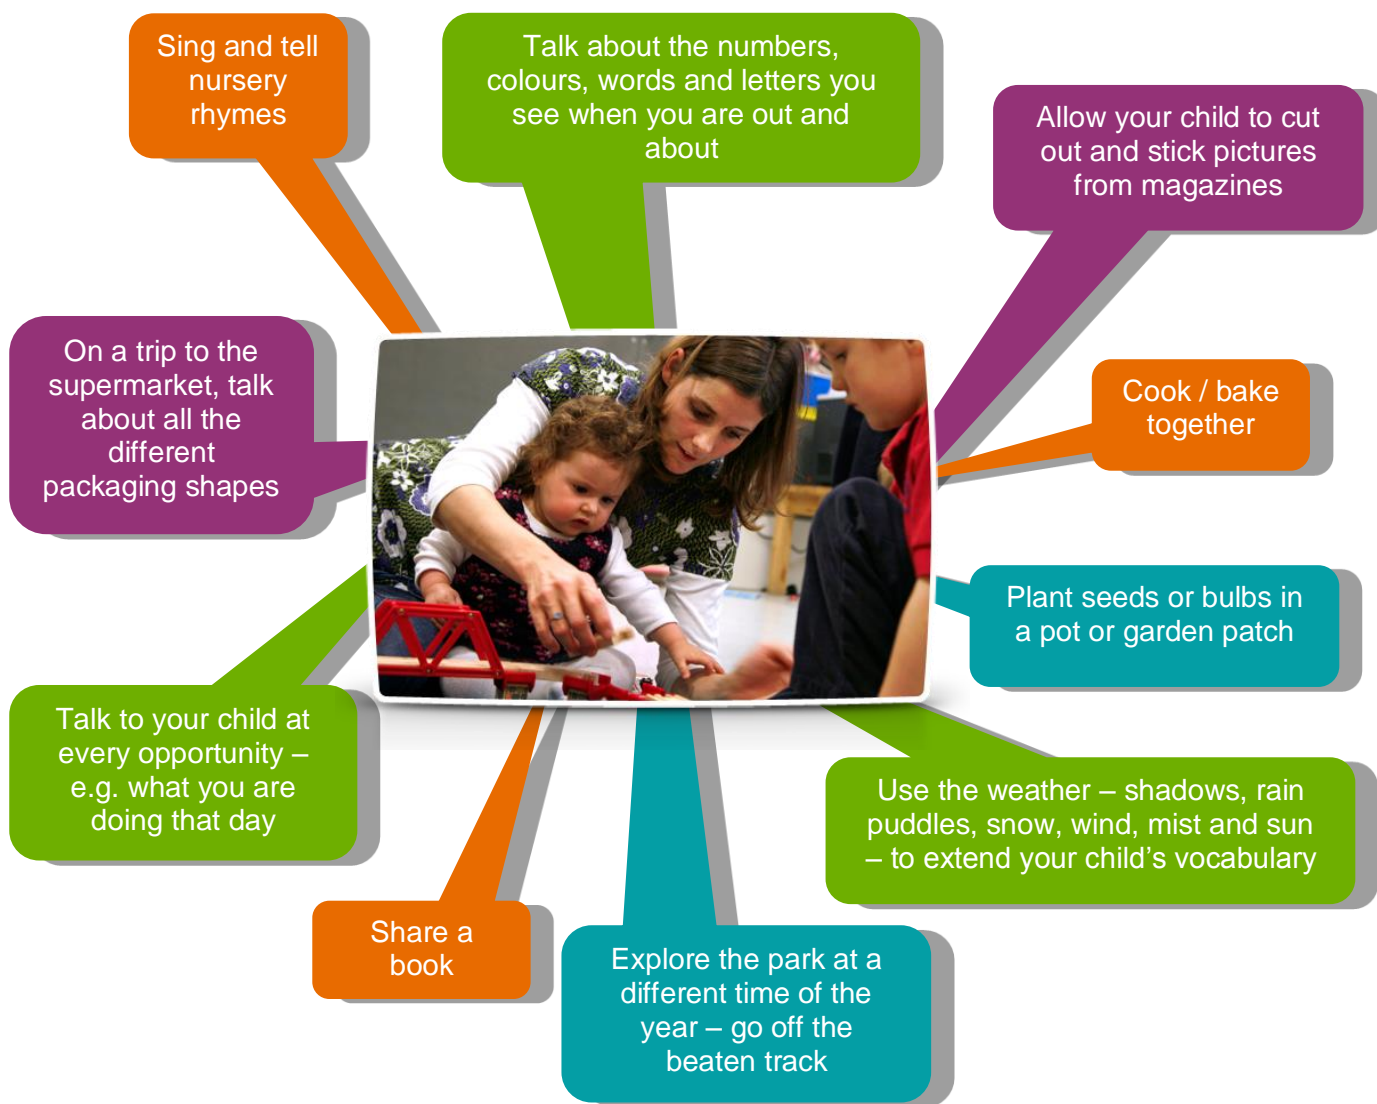 Sing and tell
nursery
rhymes
Talk about the numbers,
colours, words and letters you
see when you are out and
about
Allow your child to cut
out and stick pictures
from magazines
On a trip to the
supermarket, talk
about all the
different
packaging shapes
Cook / bake
together
Plant seeds or bulbs in
a pot or garden patch
Talk to your child at
every opportunity –
e.g. what you are
doing that day
Use the weather – shadows, rain
puddles, snow, wind, mist and sun
– to extend your child’s vocabulary
Share a
book
Explore the park at a
different time of the
year – go off the
beaten track